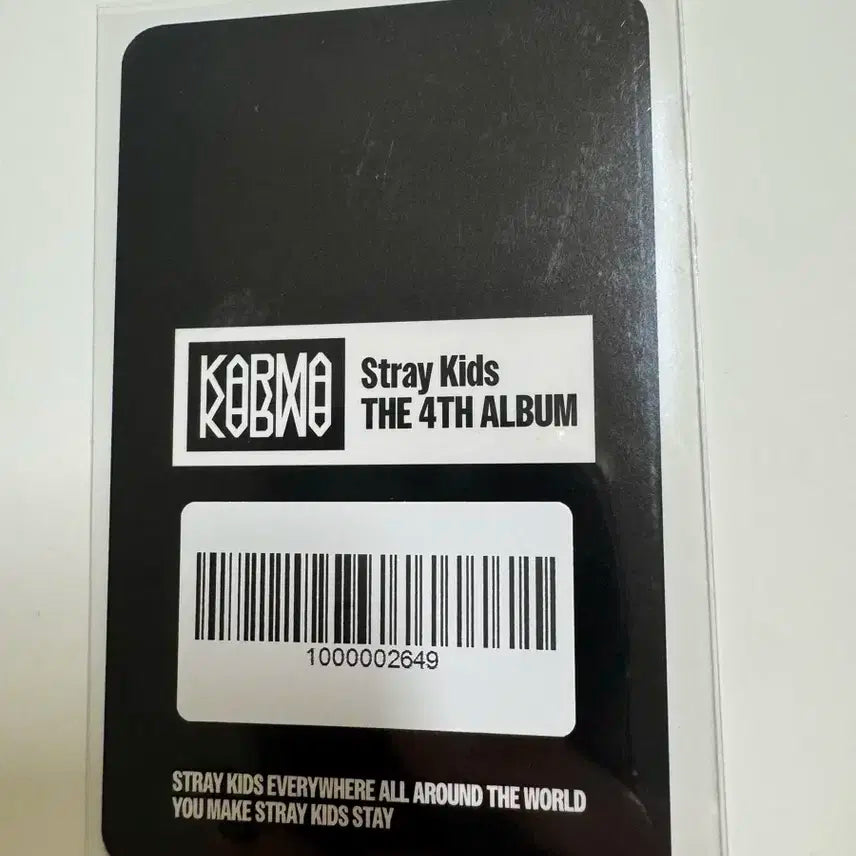 KARMA
Stray Kids
THE 4TH ALBUM
1000002649
STRAY KIDS EVERYWHERE ALL AROUND THE WORLD
YOU MAKE STRAY KIDS STAY